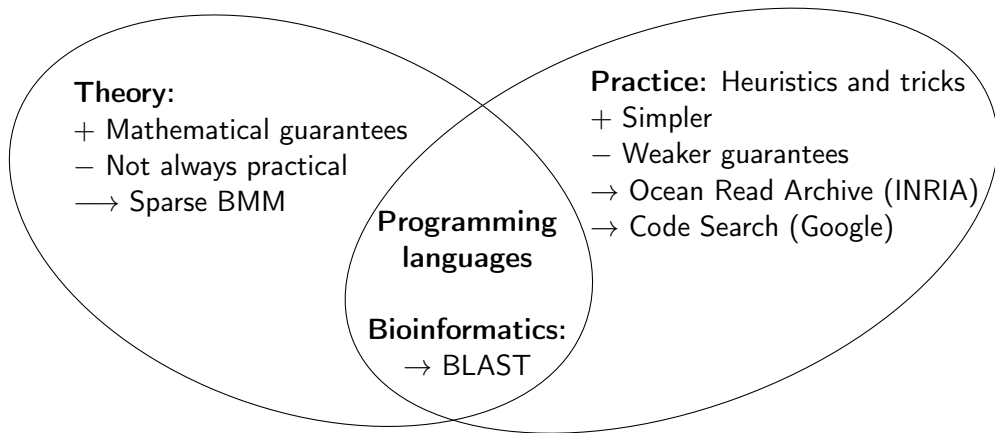 Theory:
+ Mathematical guarantees
− Not always practical
⟶ Sparse BMM
Practice: Heuristics and tricks
+ Simpler
− Weaker guarantees
→ Ocean Read Archive (INRIA)
→ Code Search (Google)
Programming
languages
Bioinformatics:
→ BLAST